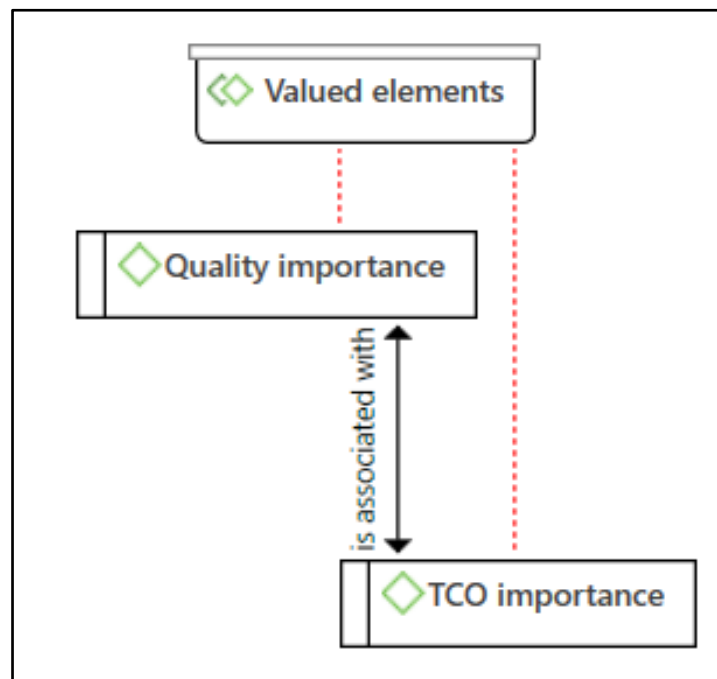 Valued elements
Quality importance
is associated with
TCO importance